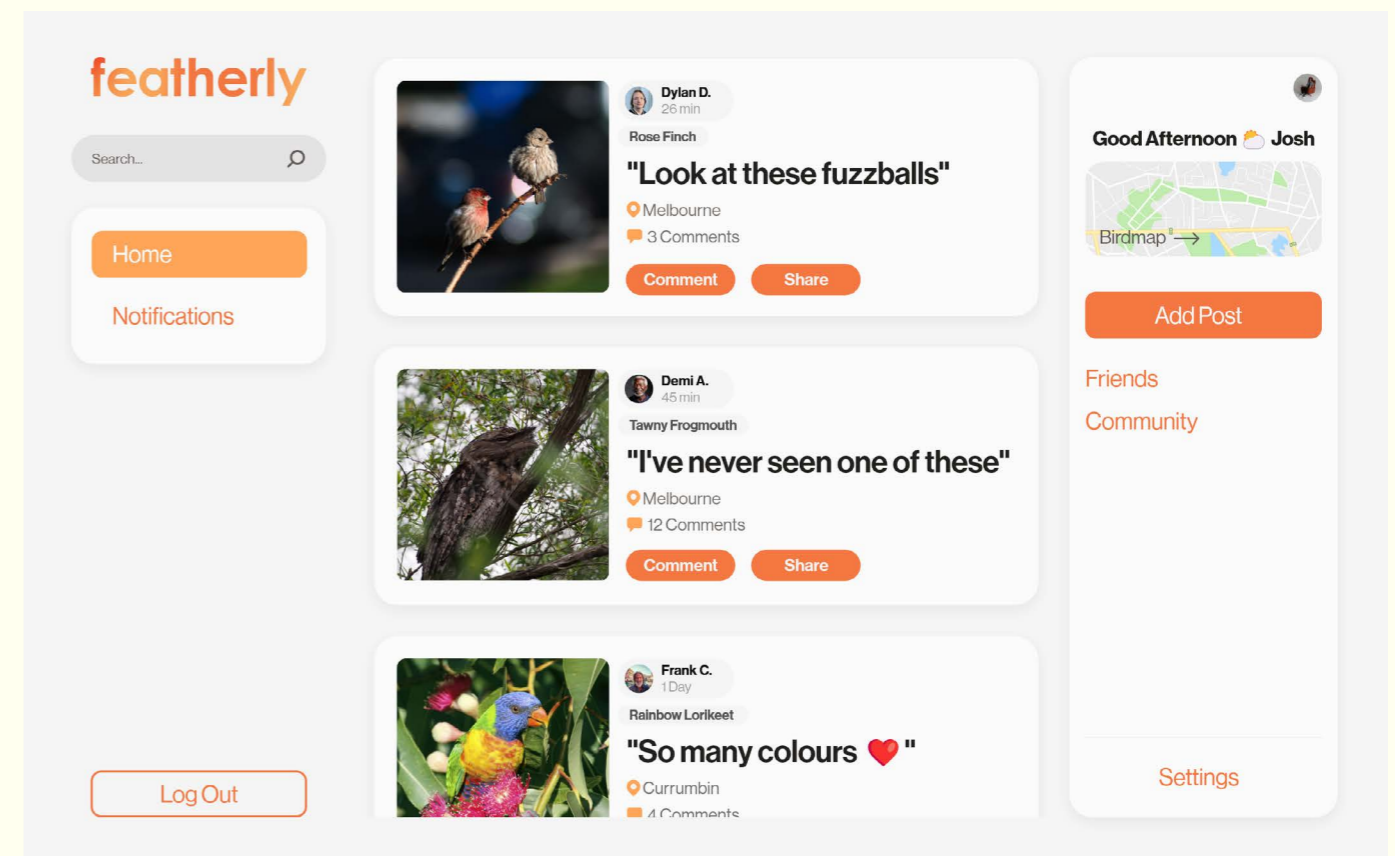 featherly
Search...
Home
Notifications
Log Out
Dylan D.
26 min
Rose Finch
"Look at these fuzzballs"
Melbourne
3 Comments
Comment
Share
Demi A.
45 min
Tawny Frogmouth
"I've never seen one of these"
Melbourne
12 Comments
Comment
Share
Frank C.
1 Day
Rainbow Lorikeet
"So many colours ❤️ "
Currumbin
4 Comments
Good Afternoon 🌤️ Josh
Birdmap →
Add Post
Friends
Community
Settings